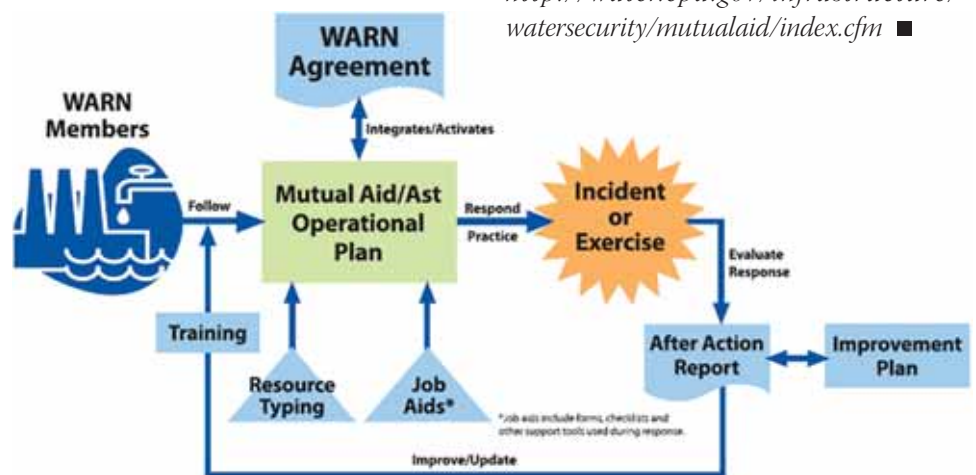 watersecurity/mutualaid/index.cfm ■
WARN
Agreement
WARN
Members
Integrates/Activates
Follow
Mutual Aid/Ast
Operational
Plan
Respond
Practice
Incident
or
Exercise
Evaluate
Response
Training
Resource
Typing
Job
Aids*
After Action
Report
Improvement
Plan
*Job aids include forms, checklists and
other support tools used during response.
Improve/Update